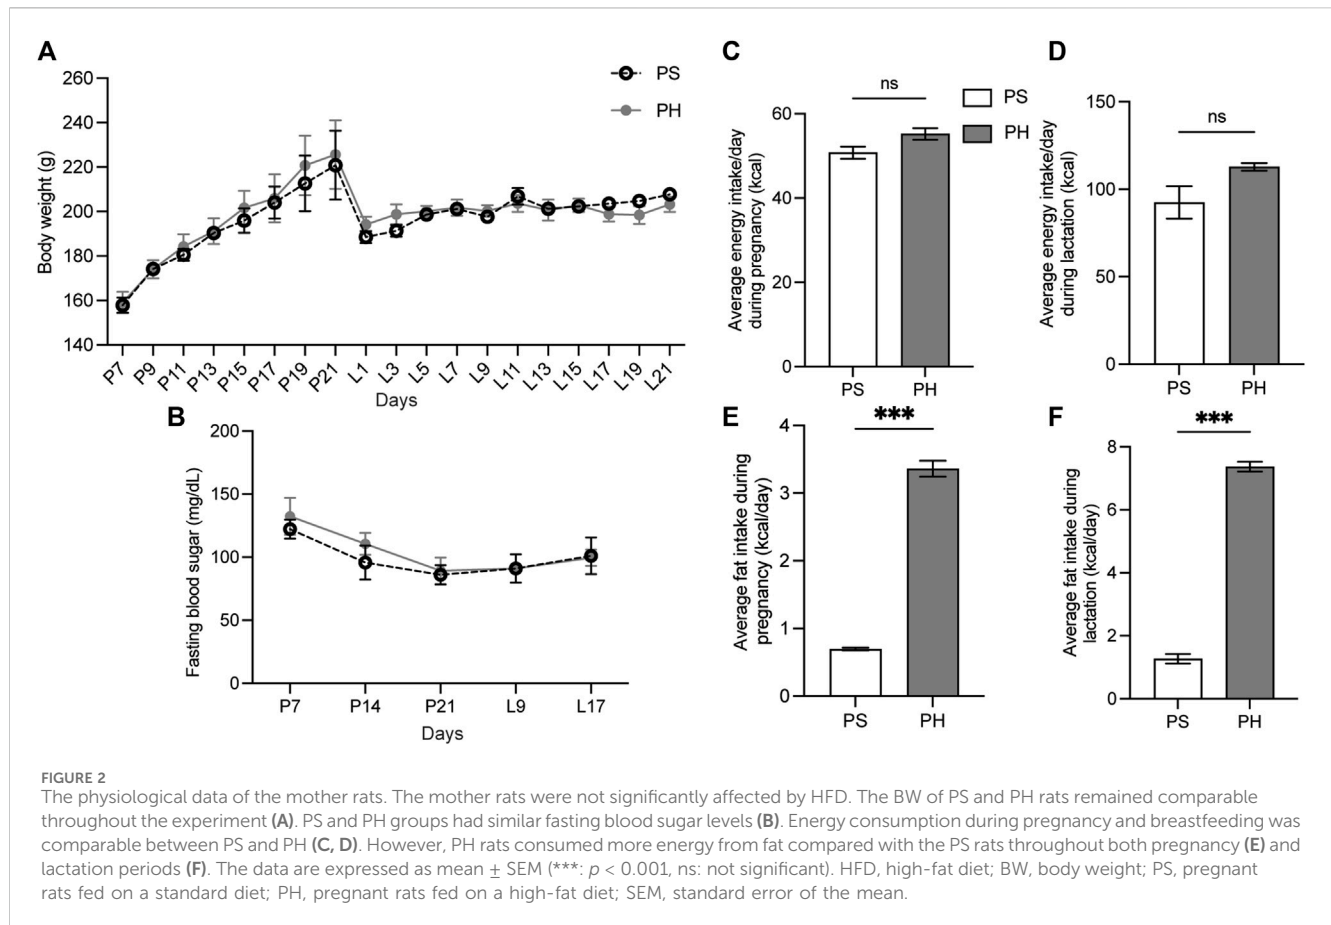 A
PS
PH
260
240
220
200
180
160
140
Body weight (g)
P7 P9 P11 P13 P15 P17 P19 P21 L1 L3 L5 L7 L9 L11 L13 L15 L17 L19 L21
Days
B
200
150
100
50
0
Fasting blood sugar (mg/dL)
P7 P14 P21 L9 L17
Days
C
ns
PS
PH
60
40
20
0
Average energy intake/day
during pregnancy (kcal)
PS PH
D
ns
150
100
50
0
Average energy intake/day
during lactation (kcal)
PS PH
E
***
4
3
2
1
0
Average fat intake during
pregnancy (kcal/day)
PS PH
F
***
8
6
4
2
0
Average fat intake during
lactation (kcal/day)
PS PH
FIGURE 2
The physiological data of the mother rats. The mother rats were not significantly affected by HFD. The BW of PS and PH rats remained comparable
throughout the experiment (A). PS and PH groups had similar fasting blood sugar levels (B). Energy consumption during pregnancy and breastfeeding was
comparable between PS and PH (C, D). However, PH rats consumed more energy from fat compared with the PS rats throughout both pregnancy (E) and
lactation periods (F). The data are expressed as mean ± SEM (***: p < 0.001, ns: not significant). HFD, high-fat diet; BW, body weight; PS, pregnant
rats fed on a standard diet; PH, pregnant rats fed on a high-fat diet; SEM, standard error of the mean.